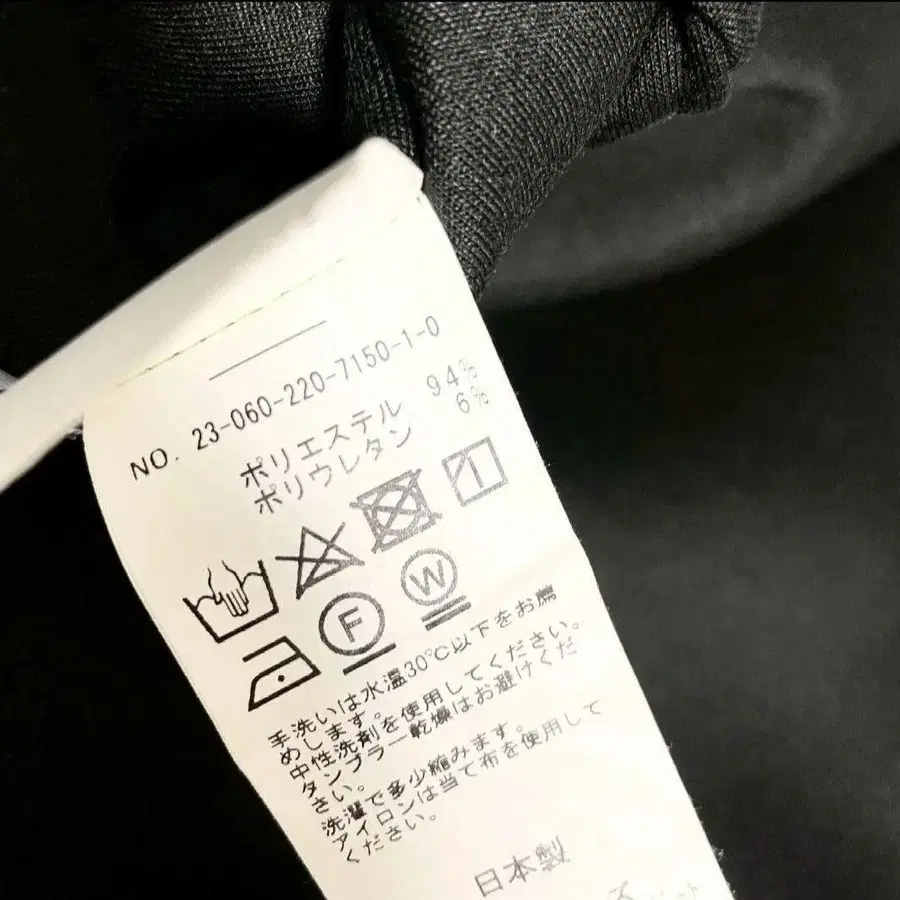 NO. 23-060-220-7150-1-0
ポリエステル 94%
ポリウレタン 6%
F W
手洗いは水温30℃以下をお薦
めします。
中性洗剤を使用してください。
タンブラー乾燥はお避けくだ
さい。
洗濯で多少縮みます。
アイロンは当て布を使用して
ください。
日本製